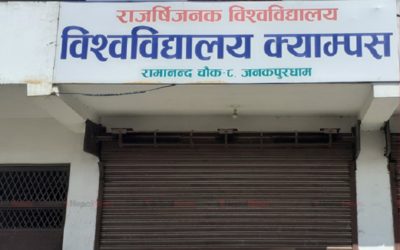 राजर्षिजनक विश्वविद्यालय
विश्वविद्यालय क्याम्पस
रामानन्द चौक-८, जनकपुरधाम